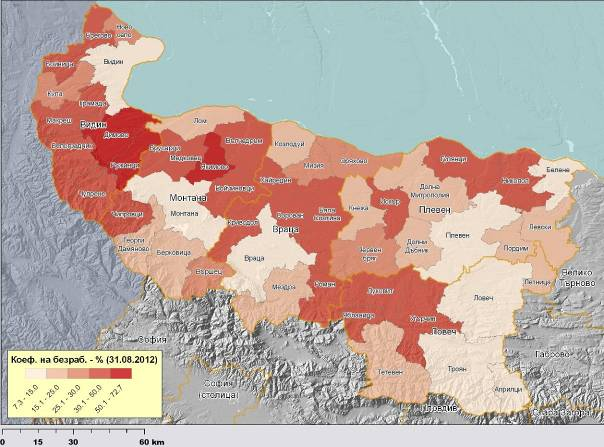 Ново
село
Брегово
Видин
Бойница
Кула
Грамада
Макреш
Видин
Димово
Белоградчик
Ружинци
Чупрене
Лом
Брусарци
Медковец
Якимово
Вълчедръм
Козлодуй
Мизия
Оряхово
Хайредин
Бойчиновци
Монтана
Монтана
Чипровци
Георги
Дамяново
Берковица
Вършец
Криводол
Борован
Бяла
Слатина
Враца
Враца
Мездра
Роман
Кнежа
Искър
Долна
Митрополия
Гулянци
Никопол
Белене
Плевен
Плевен
Долни
Дъбник
Червен
бряг
Левски
Пордим
Летница
Велико
Търново
Луковит
Угърчин
Ябланица
Ловеч
Ловеч
Тетевен
Троян
Априлци
Габрово
София
София
(столица)
Пловдив
Стара Загора
Коеф. на безраб. - % (31.08.2012)
7.3 - 15.0
15.1 - 25.0
25.1 - 30.0
30.1 - 50.0
50.1 - 72.7
0 15 30 60 km